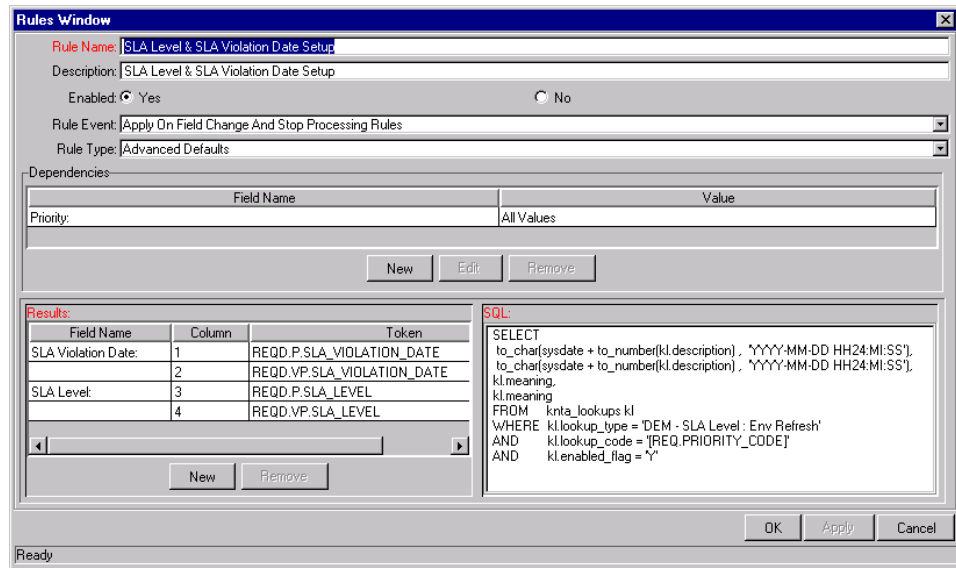 Rules Window
Rule Name: SLA Level & SLA Violation Date Setup
Description: SLA Level & SLA Violation Date Setup
Enabled: Yes No
Rule Event: Apply On Field Change And Stop Processing Rules
Rule Type: Advanced Defaults
Dependencies
Field Name Value
Priority: All Values
New Edit Remove
Results:
Field Name Column Token
SLA Violation Date: 1 REQD.P.SLA_VIOLATION_DATE
2 REQD.VP.SLA_VIOLATION_DATE
SLA Level: 3 REQD.P.SLA_LEVEL
4 REQD.VP.SLA_LEVEL
New Remove
SQL:
SELECT
to_char(sysdate + to_number(kl.description) , 'YYYY-MM-DD HH24:MI:SS'),
to_char(sysdate + to_number(kl.description) , 'YYYY-MM-DD HH24:MI:SS'),
kl.meaning,
kl.meaning
FROM knta_lookups kl
WHERE kl.lookup_type = 'DEM - SLA Level : Env Refresh'
AND kl.lookup_code = '[REQ.PRIORITY_CODE]'
AND kl.enabled_flag = 'Y'
OK Apply Cancel
Ready